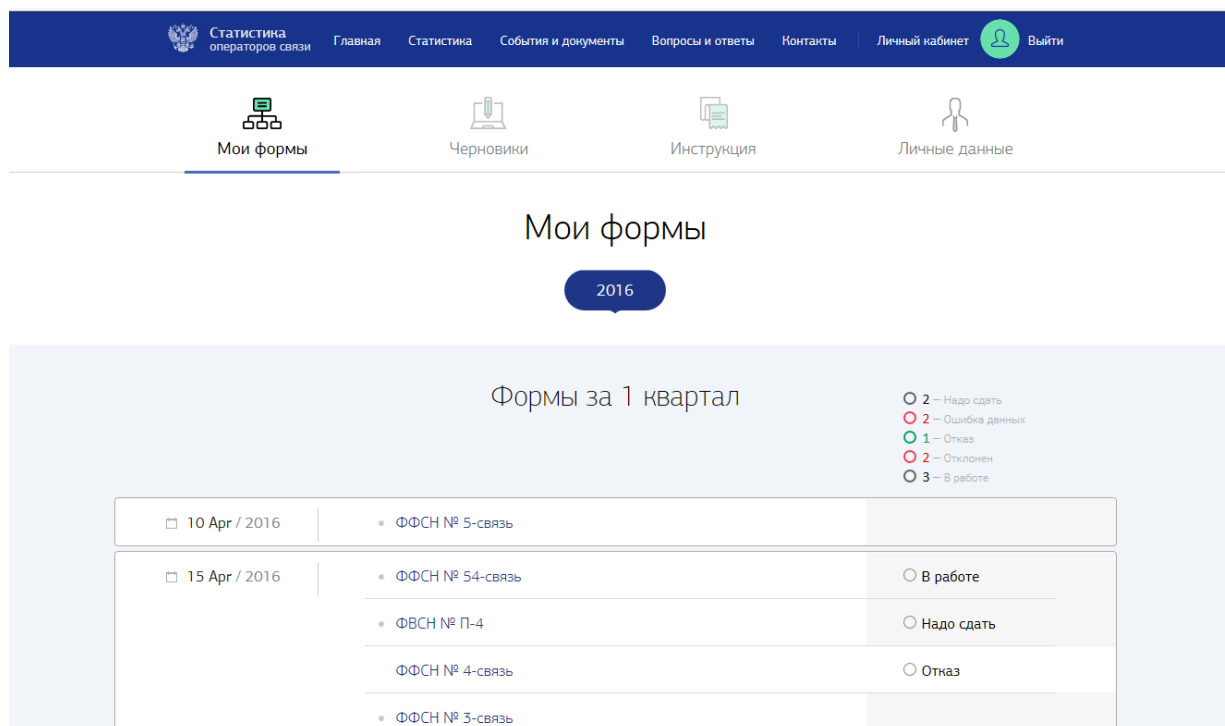 Статистика
операторов связи
Главная Статистика События и документы Вопросы и ответы Контакты Личный кабинет Выйти
Мои формы Черновики Инструкция Личные данные
Мои формы
2016
Формы за 1 квартал
2 – Надо сдать
2 – Ошибка данных
1 – Отказ
2 – Отклонен
3 – В работе
10 Apr / 2016 ФФСН № 5-связь
15 Apr / 2016 ФФСН № 54-связь В работе
ФВСН № П-4 Надо сдать
ФФСН № 4-связь Отказ
ФФСН № 3-связь